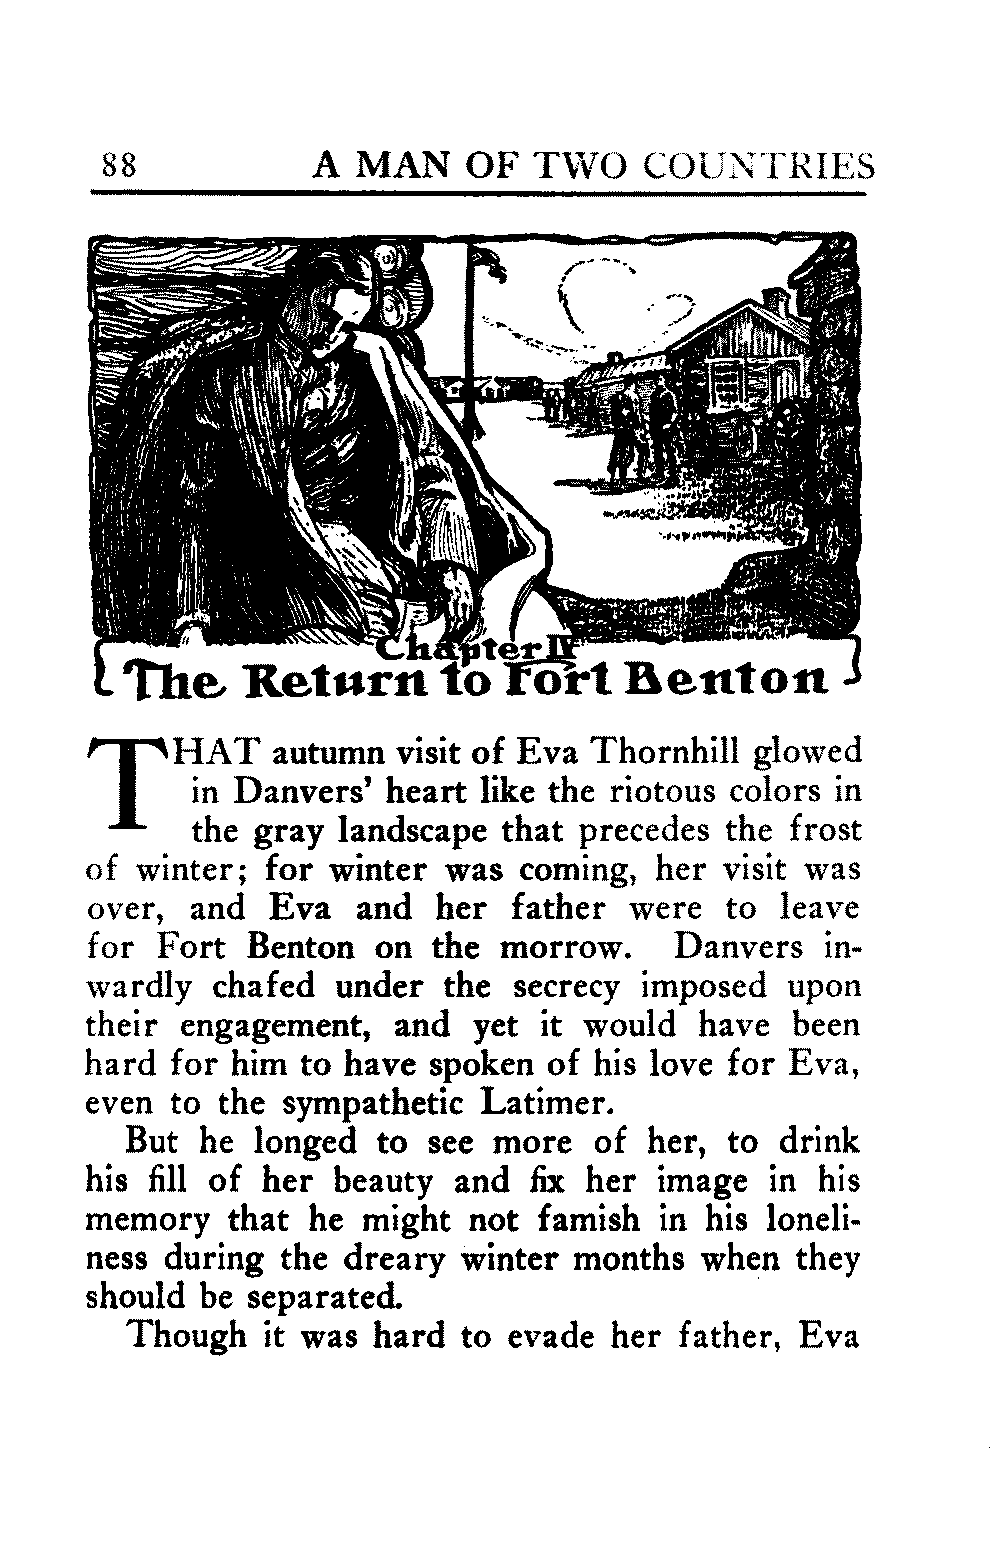 88 A MAN OF TWO COUNTRIES
Chapter IV
The Return to Fort Benton
THAT autumn visit of Eva Thornhill glowed
in Danvers' heart like the riotous colors in
the gray landscape that precedes the frost
of winter; for winter was coming, her visit was
over, and Eva and her father were to leave
for Fort Benton on the morrow. Danvers in-
wardly chafed under the secrecy imposed upon
their engagement, and yet it would have been
hard for him to have spoken of his love for Eva,
even to the sympathetic Latimer.
But he longed to see more of her, to drink
his fill of her beauty and fix her image in his
memory that he might not famish in his loneli-
ness during the dreary winter months when they
should be separated.
Though it was hard to evade her father, Eva